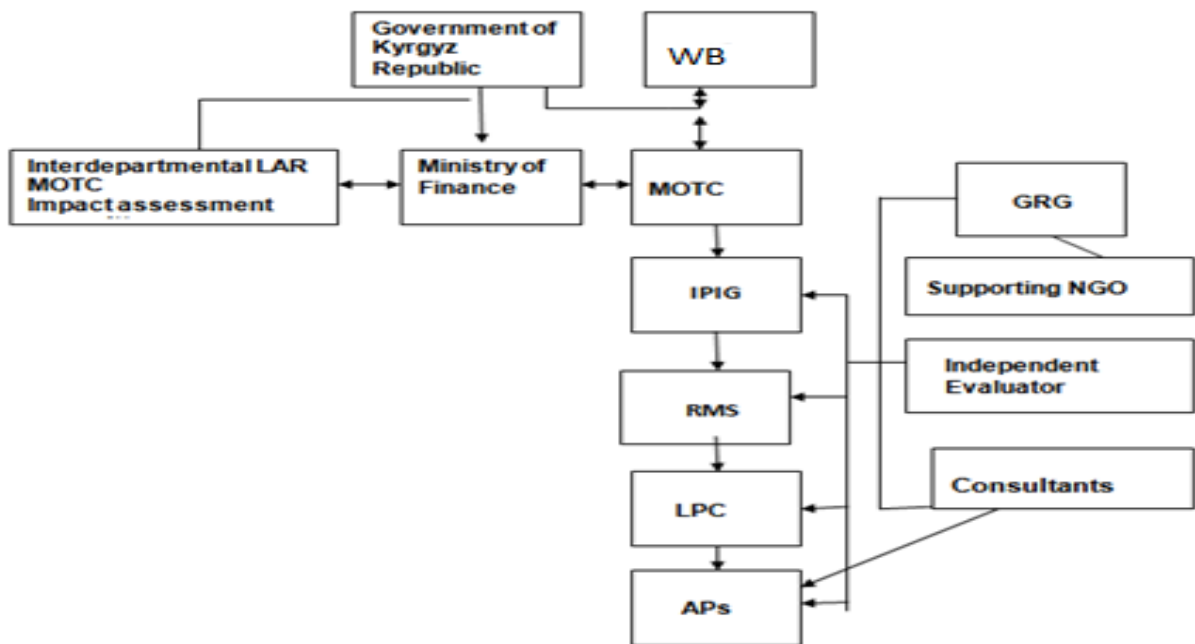 Government of
Kyrgyz
Republic
WB
Interdepartmental LAR
MOTC
Impact assessment
Ministry of
Finance
MOTC
GRG
IPIG
Supporting NGO
Independent
Evaluator
RMS
Consultants
LPC
APs